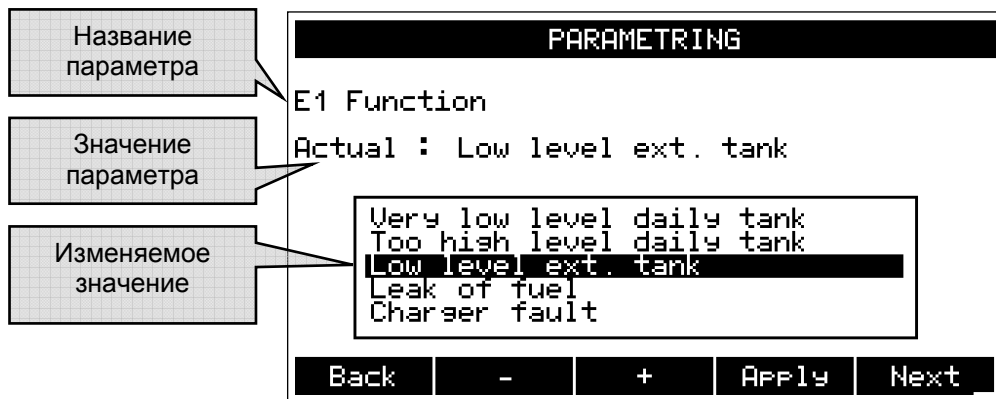 Название
параметра
Значение
параметра
Изменяемое
значение
PARAMETRING
E1 Function
Actual : Low level ext. tank
Very low level daily tank
Too high level daily tank
Low level ext. tank
Leak of fuel
Charger fault
Back - + Apply Next